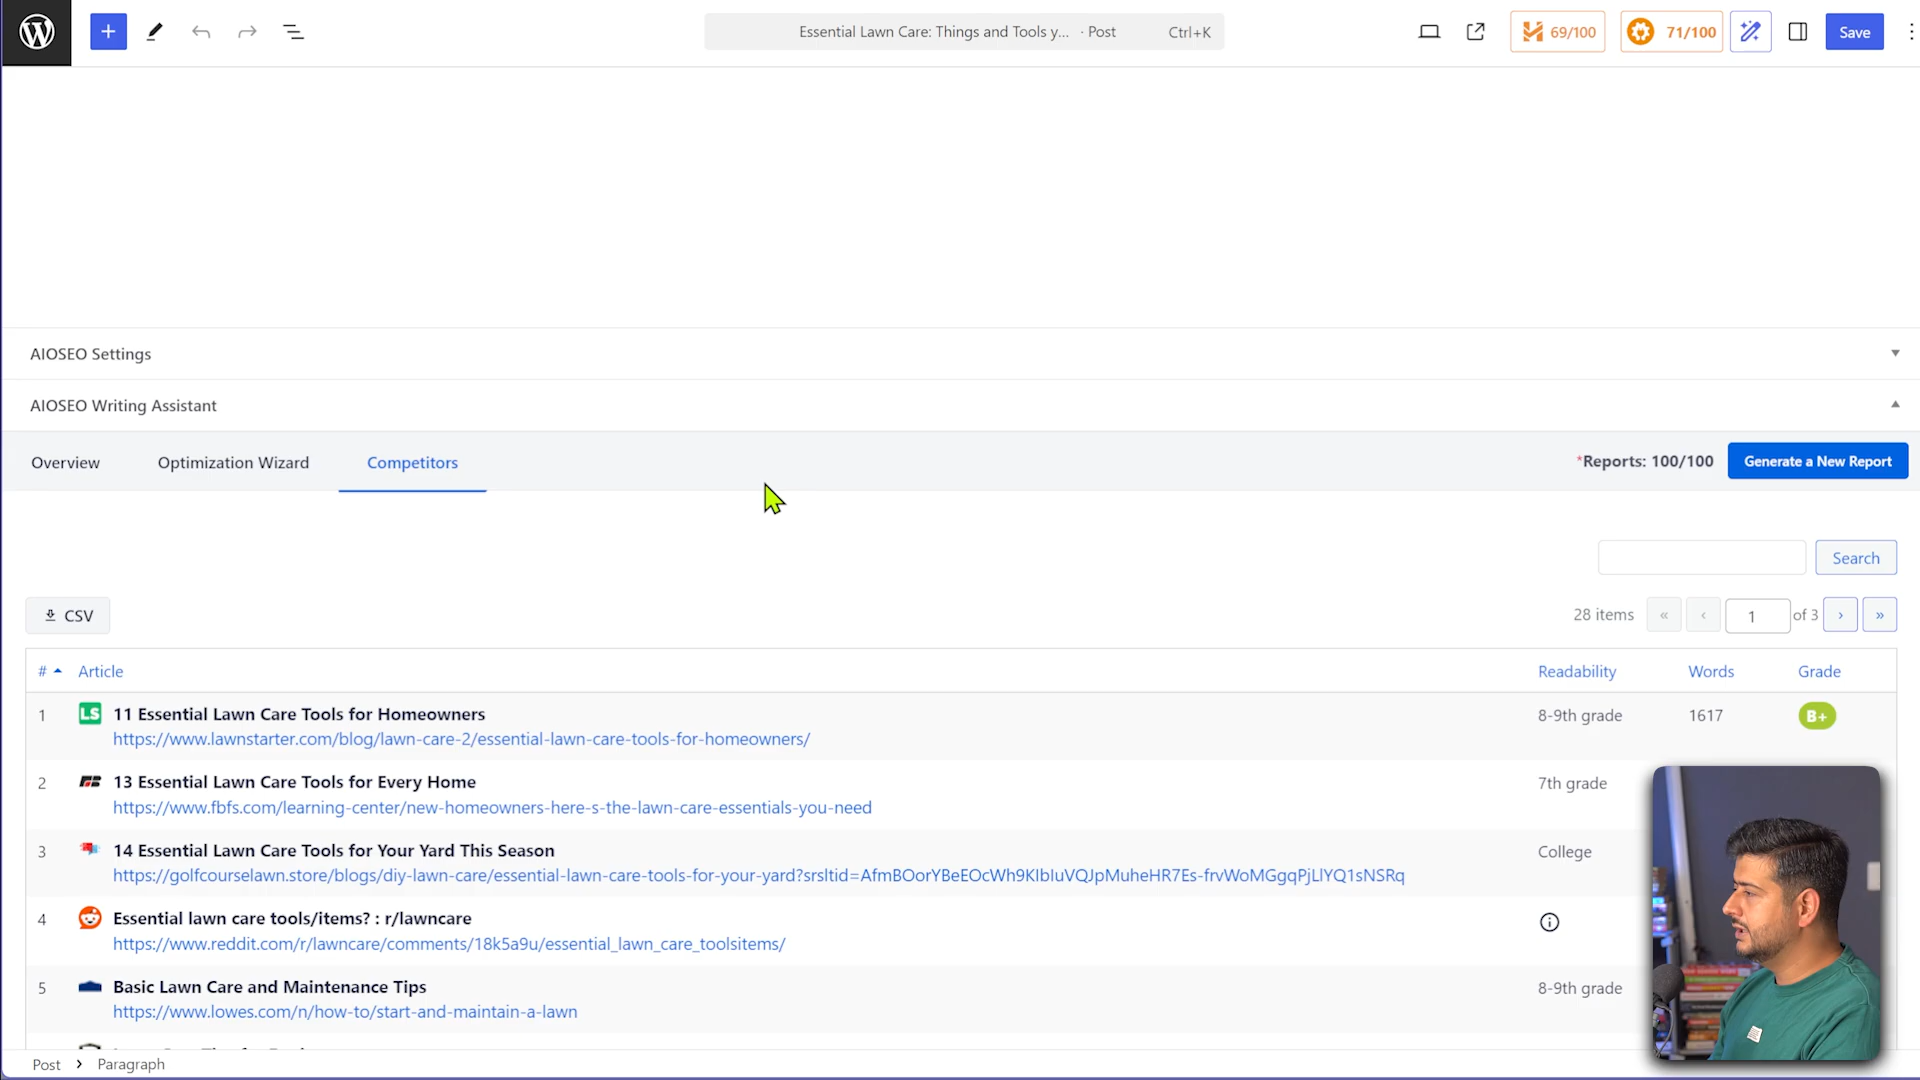 Essential Lawn Care: Things and Tools y... · Post Ctrl+K
69/100
71/100
Save
AIOSEO Settings
AIOSEO Writing Assistant
Overview
Optimization Wizard
Competitors
*Reports: 100/100
Generate a New Report
Search
CSV
28 items « ‹ 1 of 3 › »
# Article Readability Words Grade
1 LS 11 Essential Lawn Care Tools for Homeowners 8-9th grade 1617 B+
https://www.lawnstarter.com/blog/lawn-care-2/essential-lawn-care-tools-for-homeowners/
2 13 Essential Lawn Care Tools for Every Home 7th grade
https://www.fbfs.com/learning-center/new-homeowners-here-s-the-lawn-care-essentials-you-need
3 14 Essential Lawn Care Tools for Your Yard This Season College
https://golfcourselawn.store/blogs/diy-lawn-care/essential-lawn-care-tools-for-your-yard?srsltid=AfmBOorYBeEOcWh9KIbIuVQJpMuheHR7Es-frvWoMGgqPjLlYQ1sNSRq
4 Essential lawn care tools/items? : r/lawncare
https://www.reddit.com/r/lawncare/comments/18k5a9u/essential_lawn_care_toolsitems/
5 Basic Lawn Care and Maintenance Tips 8-9th grade
https://www.lowes.com/n/how-to/start-and-maintain-a-lawn
Post › Paragraph